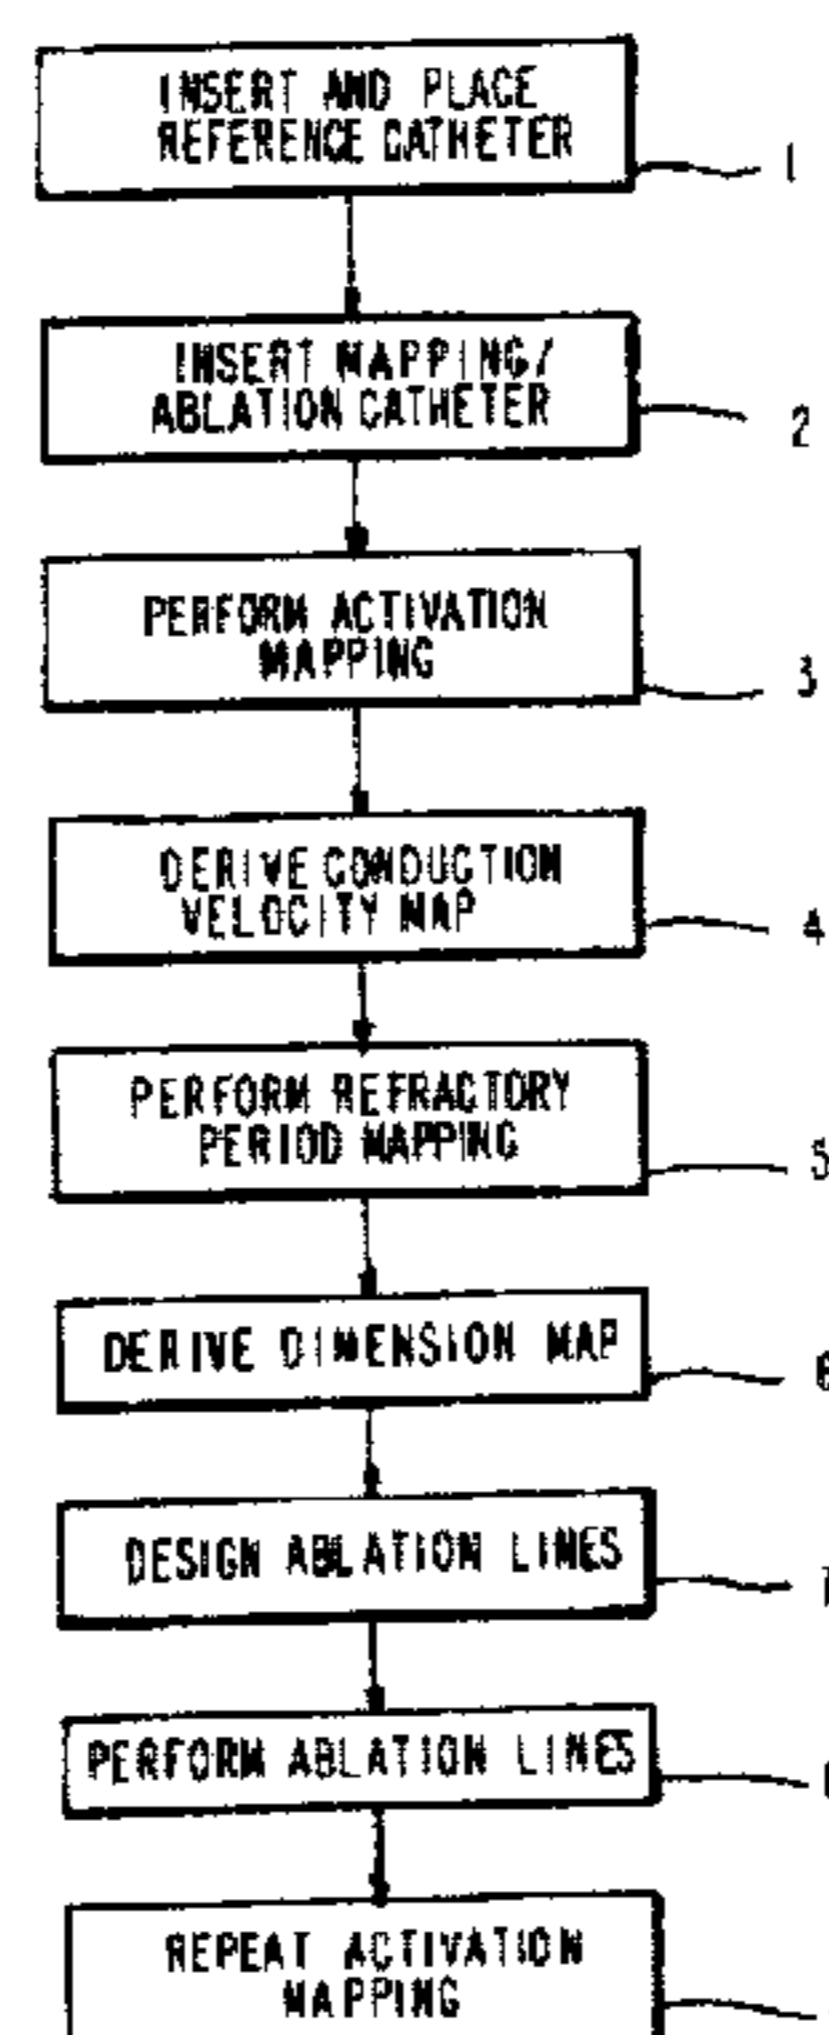 INSERT AND PLACE
REFERENCE CATHETER
1
INSERT MAPPING/
ABLATION CATHETER
2
PERFORM ACTIVATION
MAPPING
3
DERIVE CONDUCTION
VELOCITY MAP
4
PERFORM REFRACTORY
PERIOD MAPPING
5
DERIVE DIMENSION MAP
6
DESIGN ABLATION LINES
PERFORM ABLATION LINES
REPEAT ACTIVATION
MAPPING